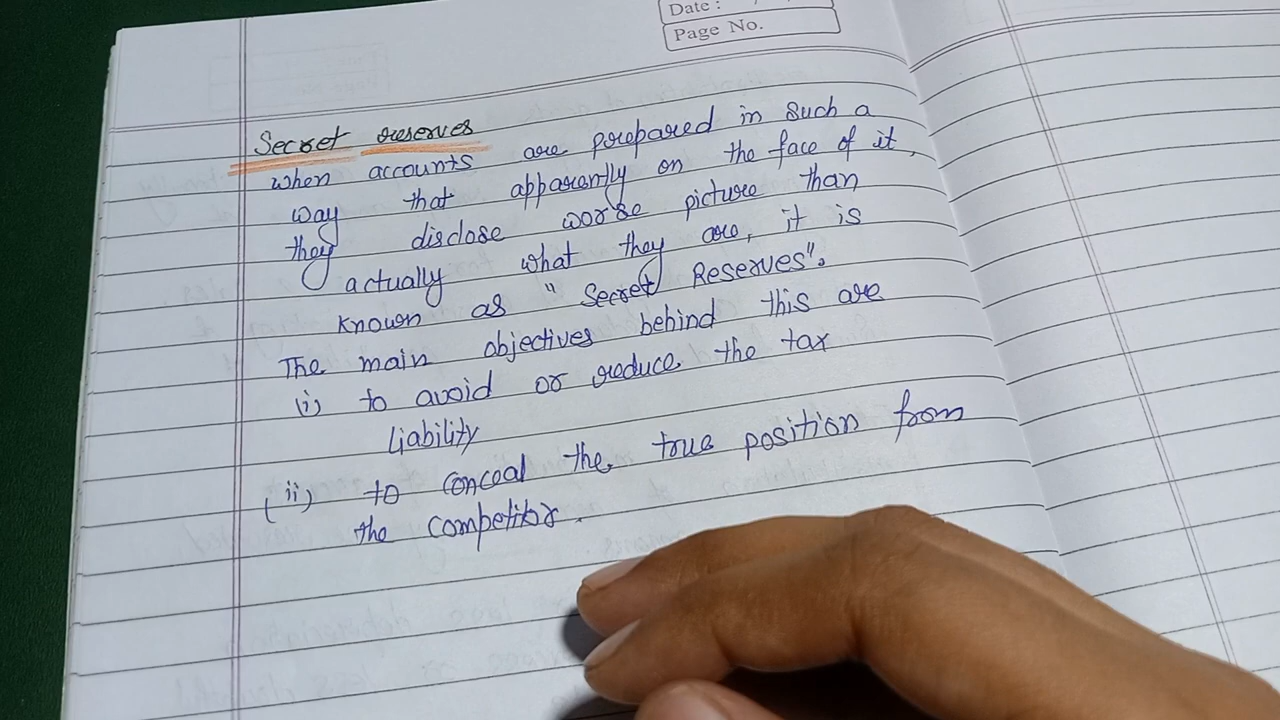 Date :
Page No.
Secret reserves
When accounts are prepared in such a
way that apparently on the face of it,
they disclose worse picture than
actually what they are, it is
known as "Secret Reserves".
The main objectives behind this are
(i) to avoid or reduce the tax
liability
(ii) to conceal the true position from
the competitor.